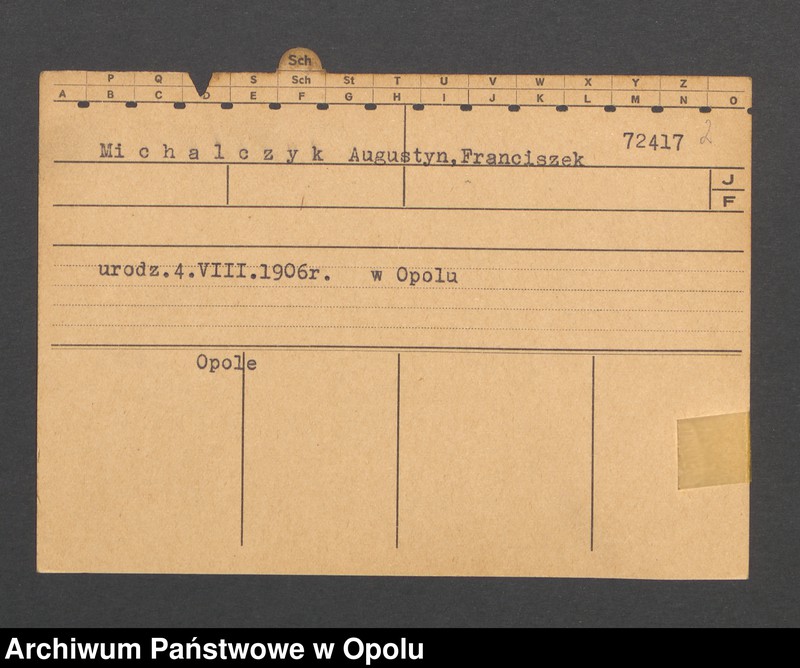 Sch
P Q S Sch St T U V W X Y Z
A B C D E F G H I J K L M N O
72417 2
Michalczyk Augustyn,Franciszek
J
F
urodz.4.VIII.1906r. w Opolu
Opole
Archiwum Państwowe w Opolu